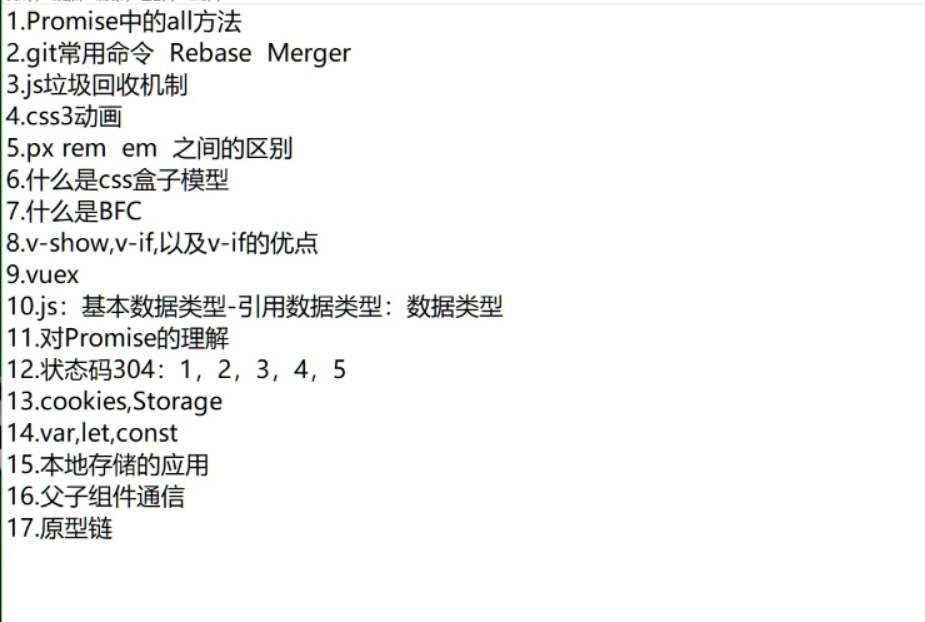 1.Promise中的all方法
2.git常用命令  Rebase  Merger
3.js垃圾回收机制
4.css3动画
5.px rem  em  之间的区别
6.什么是css盒子模型
7.什么是BFC
8.v-show,v-if,以及v-if的优点
9.vuex
10.js：基本数据类型-引用数据类型：数据类型
11.对Promise的理解
12.状态码304：1，2，3，4，5
13.cookies,Storage
14.var,let,const
15.本地存储的应用
16.父子组件通信
17.原型链